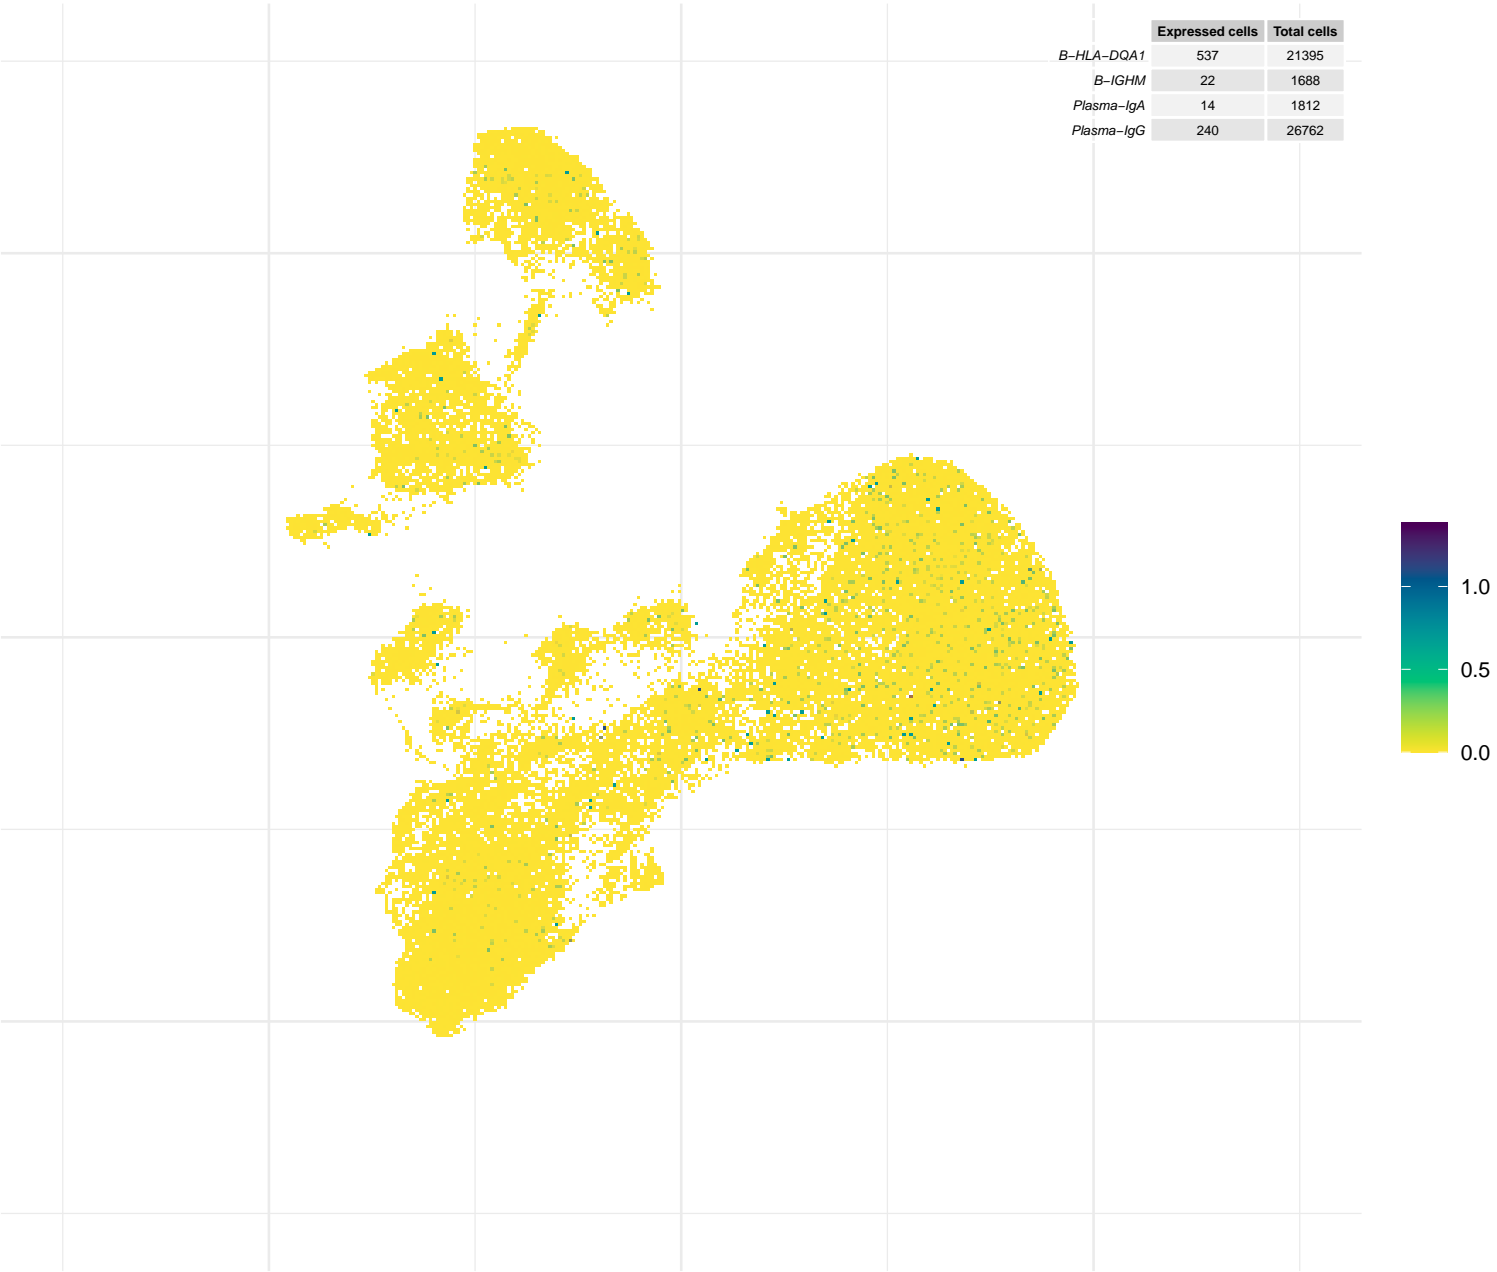 Expressed cells Total cells
B−HLA−DQA1 537 21395
B−IGHM 22 1688
Plasma−IgA 14 1812
Plasma−IgG 240 26762
1.0
0.5
0.0